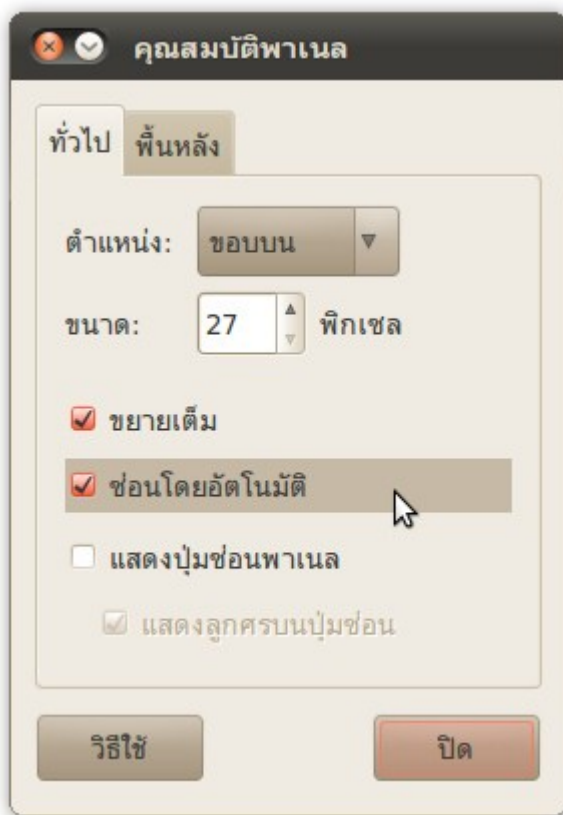 คุณสมบัติพาเนล
ทั่วไป พื้นหลัง
ตำแหน่ง: ขอบบน
ขนาด: 27 พิกเซล
ขยายเต็ม
ซ่อนโดยอัตโนมัติ
แสดงปุ่มซ่อนพาเนล
แสดงลูกศรบนปุ่มซ่อน
วิธีใช้ ปิด